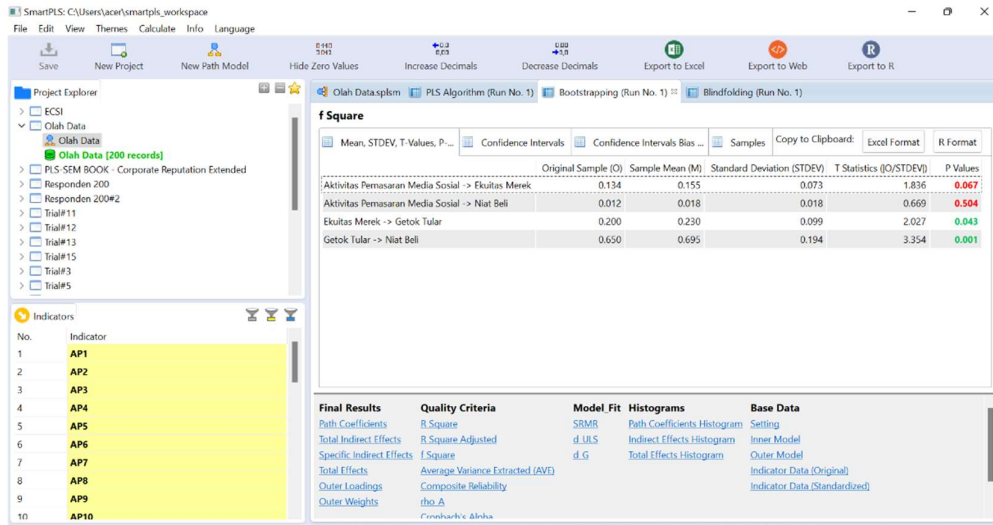 SmartPLS: C:\Users\acer\smartpls_workspace
File Edit View Themes Calculate Info Language
Save New Project New Path Model Hide Zero Values Increase Decimals Decrease Decimals Export to Excel Export to Web Export to R
Project Explorer
ECSI
Olah Data
Olah Data
Olah Data [200 records]
PLS-SEM BOOK - Corporate Reputation Extended
Responden 200
Responden 200#2
Trial#11
Trial#12
Trial#13
Trial#15
Trial#3
Trial#5
Indicators
No. Indicator
1 AP1
2 AP2
3 AP3
4 AP4
5 AP5
6 AP6
7 AP7
8 AP8
9 AP9
10 AP10
Olah Data.splsm PLS Algorithm (Run No. 1) Bootstrapping (Run No. 1) Blindfolding (Run No. 1)
f Square
Mean, STDEV, T-Values, P-... Confidence Intervals Confidence Intervals Bias ... Samples Copy to Clipboard: Excel Format R Format
Original Sample (O) Sample Mean (M) Standard Deviation (STDEV) T Statistics (|O/STDEV|) P Values
Aktivitas Pemasaran Media Sosial -> Ekuitas Merek 0.134 0.155 0.073 1.836 0.067
Aktivitas Pemasaran Media Sosial -> Niat Beli 0.012 0.018 0.018 0.669 0.504
Ekuitas Merek -> Getok Tular 0.200 0.230 0.099 2.027 0.043
Getok Tular -> Niat Beli 0.650 0.695 0.194 3.354 0.001
Final Results Quality Criteria Model_Fit Histograms Base Data
Path Coefficients R Square SRMR Path Coefficients Histogram Setting
Total Indirect Effects R Square Adjusted d_ULS Indirect Effects Histogram Inner Model
Specific Indirect Effects f Square d_G Total Effects Histogram Outer Model
Total Effects Average Variance Extracted (AVE) Indicator Data (Original)
Outer Loadings Composite Reliability Indicator Data (Standardized)
Outer Weights rho_A
Cronbach's Alpha